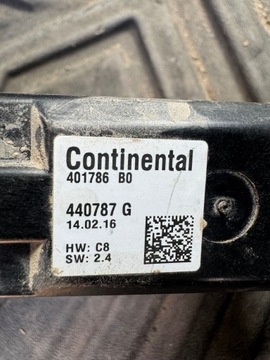 Continental
401786 B0
440787 G
14.02.16
HW: C8
SW: 2.4